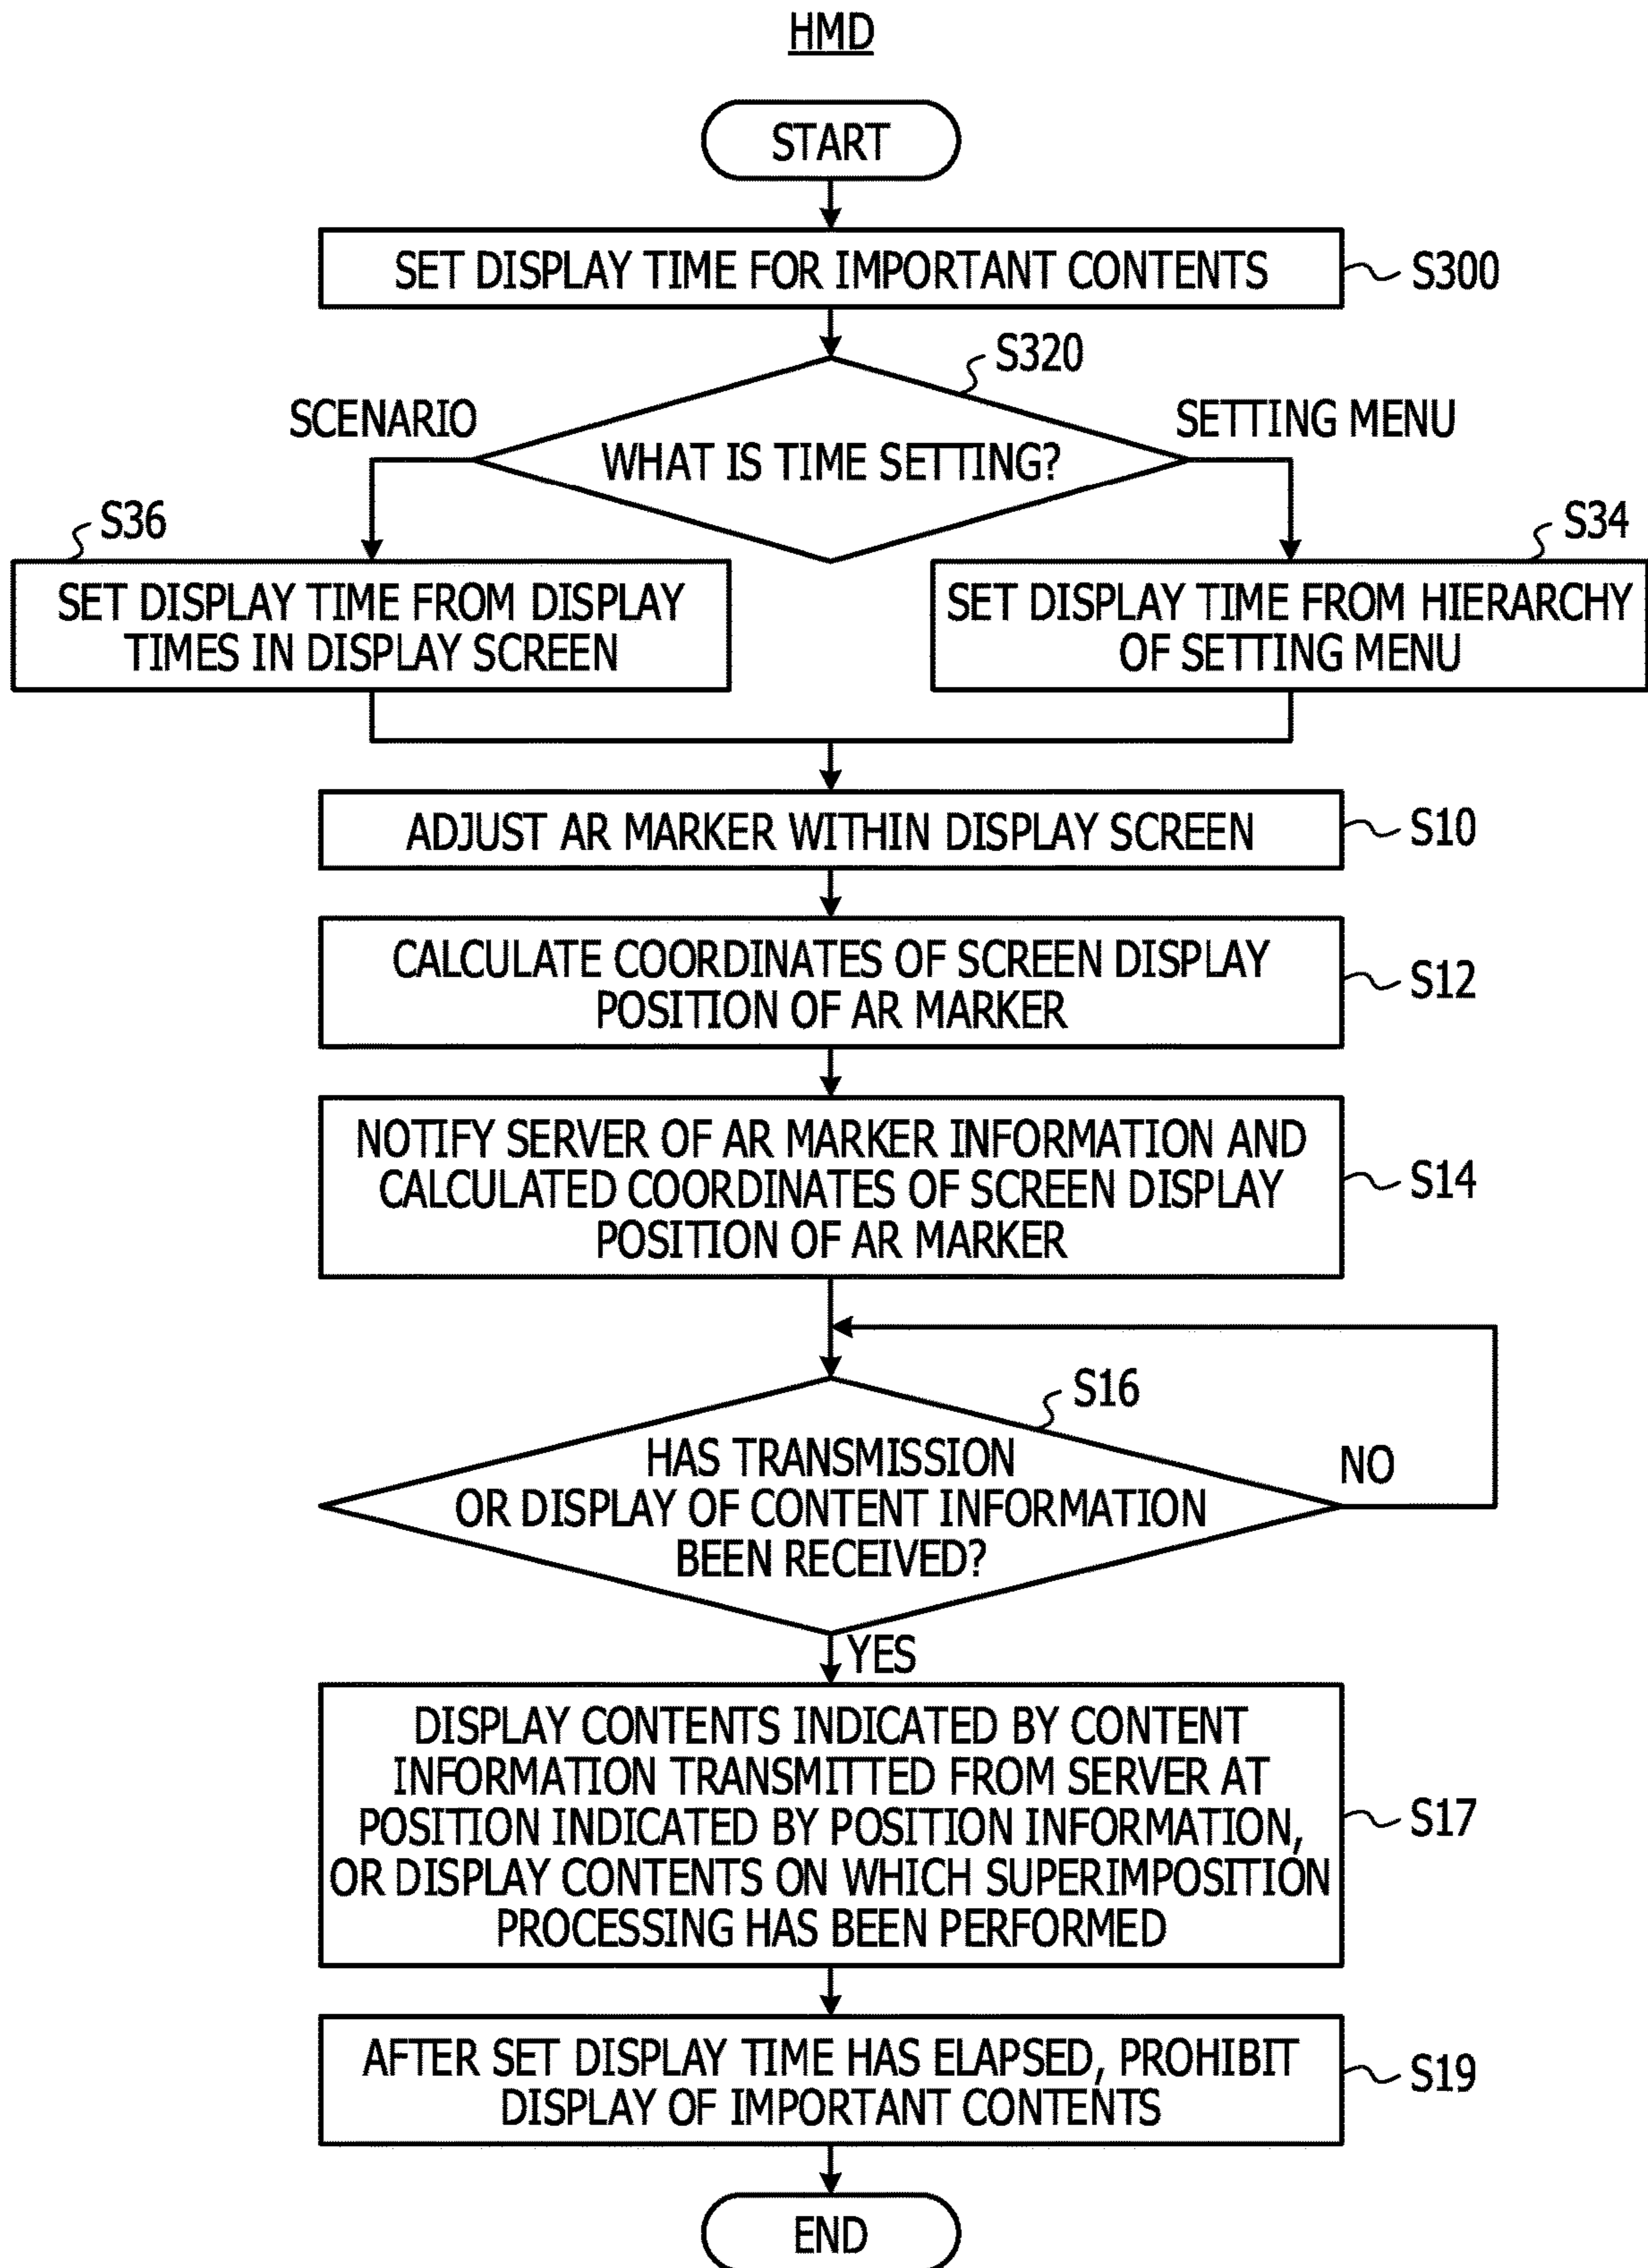 HMD
START
SET DISPLAY TIME FOR IMPORTANT CONTENTS
S300
S320
SCENARIO
SETTING MENU
WHAT IS TIME SETTING?
S36
S34
SET DISPLAY TIME FROM DISPLAY
TIMES IN DISPLAY SCREEN
SET DISPLAY TIME FROM HIERARCHY
OF SETTING MENU
ADJUST AR MARKER WITHIN DISPLAY SCREEN
S10
CALCULATE COORDINATES OF SCREEN DISPLAY
POSITION OF AR MARKER
S12
NOTIFY SERVER OF AR MARKER INFORMATION AND
CALCULATED COORDINATES OF SCREEN DISPLAY
POSITION OF AR MARKER
S14
S16
HAS TRANSMISSION
OR DISPLAY OF CONTENT INFORMATION
BEEN RECEIVED?
NO
YES
DISPLAY CONTENTS INDICATED BY CONTENT
INFORMATION TRANSMITTED FROM SERVER AT
POSITION INDICATED BY POSITION INFORMATION,
OR DISPLAY CONTENTS ON WHICH SUPERIMPOSITION
PROCESSING HAS BEEN PERFORMED
S17
AFTER SET DISPLAY TIME HAS ELAPSED, PROHIBIT
DISPLAY OF IMPORTANT CONTENTS
S19
END